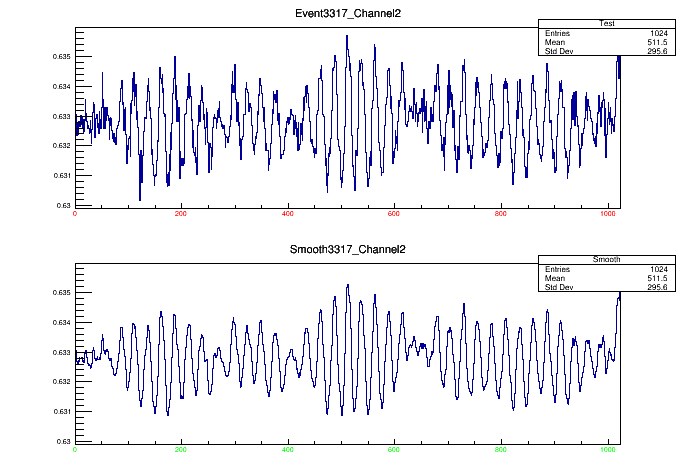 Event3317_Channel2
Test
Entries 1024
Mean 511.5
Std Dev 295.6
0.635
0.634
0.633
0.632
0.631
0.63
0 200 400 600 800 1000
Smooth3317_Channel2
Smooth
Entries 1024
Mean 511.5
Std Dev 295.6
0.635
0.634
0.633
0.632
0.631
0.63
0 200 400 600 800 1000